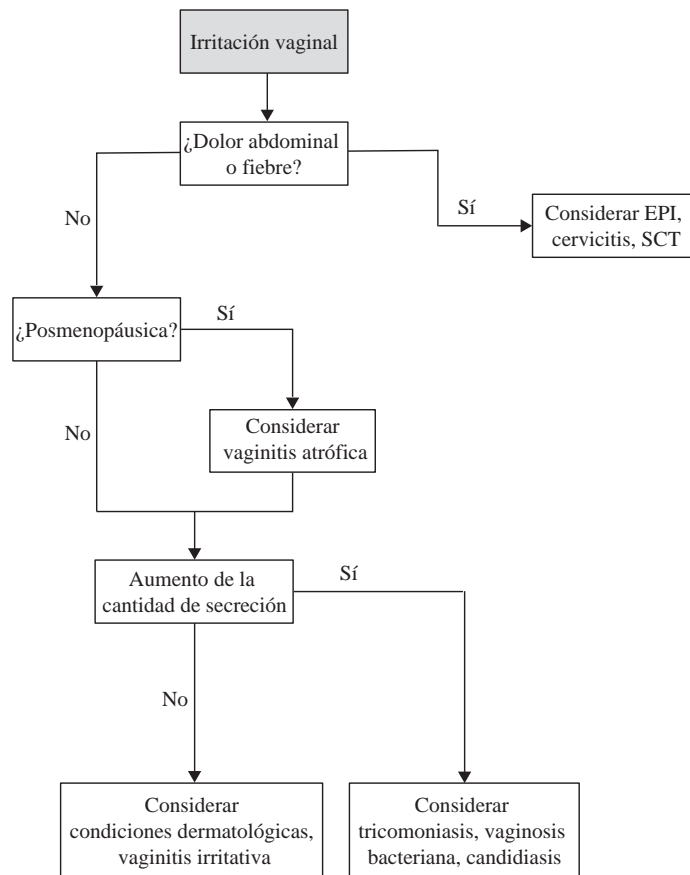 Irritación vaginal
¿Dolor abdominal
o fiebre?
No
Sí
Considerar EPI,
cervicitis, SCT
¿Posmenopáusica?
Sí
No
Considerar
vaginitis atrófica
Aumento de la
cantidad de secreción
Sí
No
Considerar
condiciones dermatológicas,
vaginitis irritativa
Considerar
tricomoniasis, vaginosis
bacteriana, candidiasis